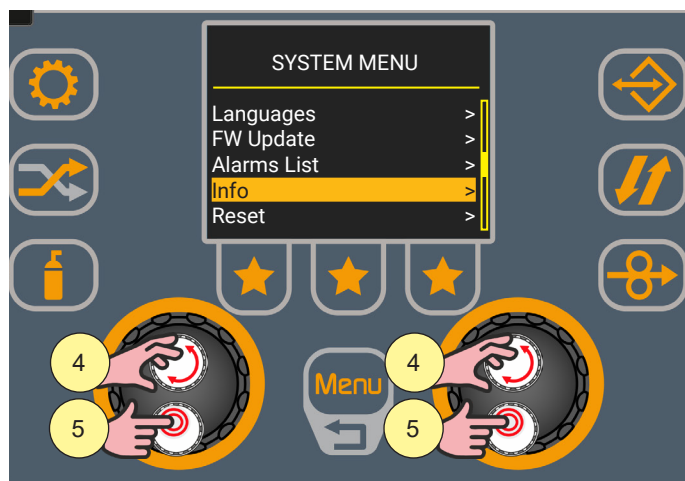 SYSTEM MENU
Languages >
FW Update >
Alarms List >
Info >
Reset >
4
4
Menu
5
5